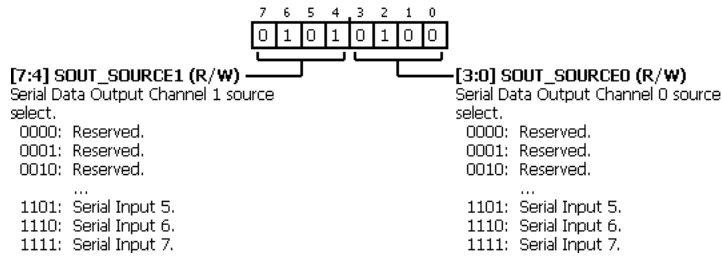 7 6 5 4 3 2 1 0
0 1 0 1 0 1 0 0
[7:4] SOUT_SOURCE1 (R/W)
Serial Data Output Channel 1 source
select.
0000: Reserved.
0001: Reserved.
0010: Reserved.
...
1101: Serial Input 5.
1110: Serial Input 6.
1111: Serial Input 7.
[3:0] SOUT_SOURCE0 (R/W)
Serial Data Output Channel 0 source
select.
0000: Reserved.
0001: Reserved.
0010: Reserved.
...
1101: Serial Input 5.
1110: Serial Input 6.
1111: Serial Input 7.